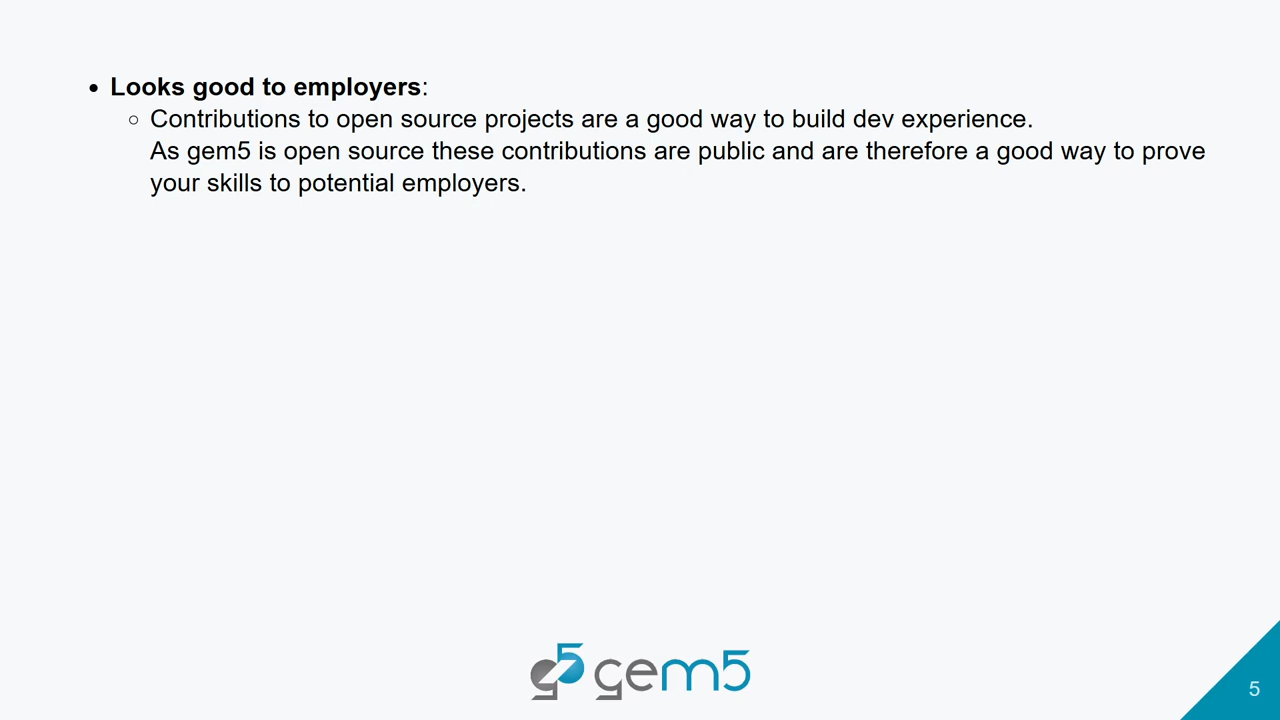 • Looks good to employers:
○ Contributions to open source projects are a good way to build dev experience.
As gem5 is open source these contributions are public and are therefore a good way to prove
your skills to potential employers.
g5 gem5
5